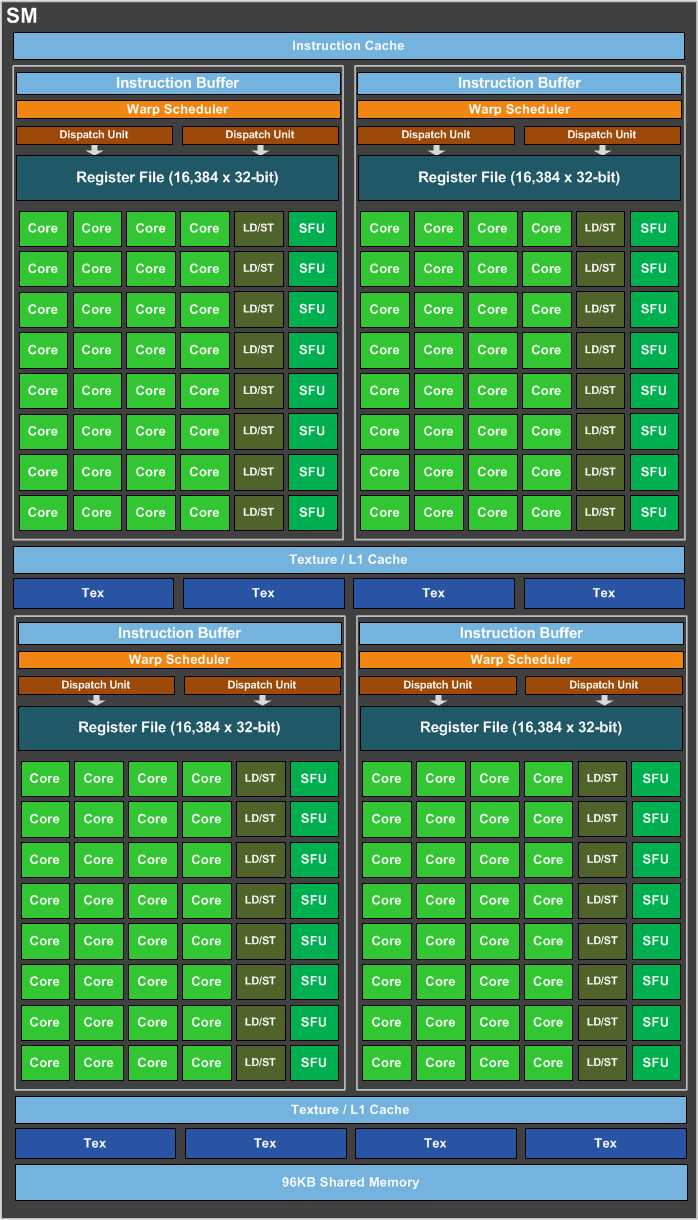 SM
Instruction Cache
Instruction Buffer Instruction Buffer
Warp Scheduler Warp Scheduler
Dispatch Unit Dispatch Unit Dispatch Unit Dispatch Unit
Register File (16,384 x 32-bit) Register File (16,384 x 32-bit)
Core Core Core Core LD/ST SFU Core Core Core Core LD/ST SFU
Core Core Core Core LD/ST SFU Core Core Core Core LD/ST SFU
Core Core Core Core LD/ST SFU Core Core Core Core LD/ST SFU
Core Core Core Core LD/ST SFU Core Core Core Core LD/ST SFU
Core Core Core Core LD/ST SFU Core Core Core Core LD/ST SFU
Core Core Core Core LD/ST SFU Core Core Core Core LD/ST SFU
Core Core Core Core LD/ST SFU Core Core Core Core LD/ST SFU
Core Core Core Core LD/ST SFU Core Core Core Core LD/ST SFU
Texture / L1 Cache
Tex Tex Tex Tex
Instruction Buffer Instruction Buffer
Warp Scheduler Warp Scheduler
Dispatch Unit Dispatch Unit Dispatch Unit Dispatch Unit
Register File (16,384 x 32-bit) Register File (16,384 x 32-bit)
Core Core Core Core LD/ST SFU Core Core Core Core LD/ST SFU
Core Core Core Core LD/ST SFU Core Core Core Core LD/ST SFU
Core Core Core Core LD/ST SFU Core Core Core Core LD/ST SFU
Core Core Core Core LD/ST SFU Core Core Core Core LD/ST SFU
Core Core Core Core LD/ST SFU Core Core Core Core LD/ST SFU
Core Core Core Core LD/ST SFU Core Core Core Core LD/ST SFU
Core Core Core Core LD/ST SFU Core Core Core Core LD/ST SFU
Core Core Core Core LD/ST SFU Core Core Core Core LD/ST SFU
Texture / L1 Cache
Tex Tex Tex Tex
96KB Shared Memory